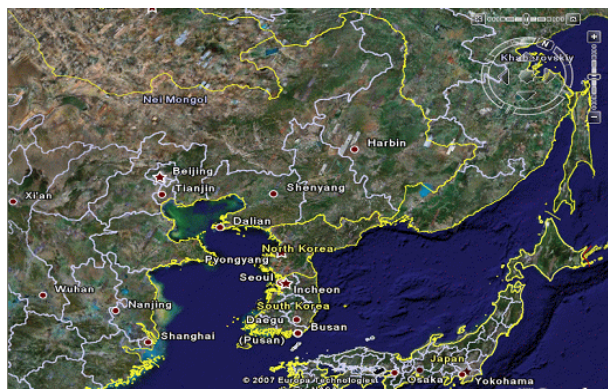 N
Khabarovskiy
Nei Mongol
Harbin
Beijing
Tianjin
Shenyang
Xi'an
Dalian
North Korea
Pyongyang
Seoul
Incheon
Wuhan
Nanjing
South Korea
Daegu
Busan
Shanghai
(Pusan)
Japan
Osaka
Yokohama
© 2007 Europa Technologies